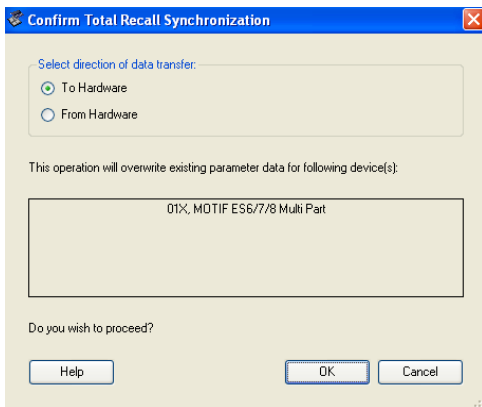 Confirm Total Recall Synchronization
Select direction of data transfer:
To Hardware
From Hardware
This operation will overwrite existing parameter data for following device(s):
01X, MOTIF ES6/7/8 Multi Part
Do you wish to proceed?
Help
OK
Cancel